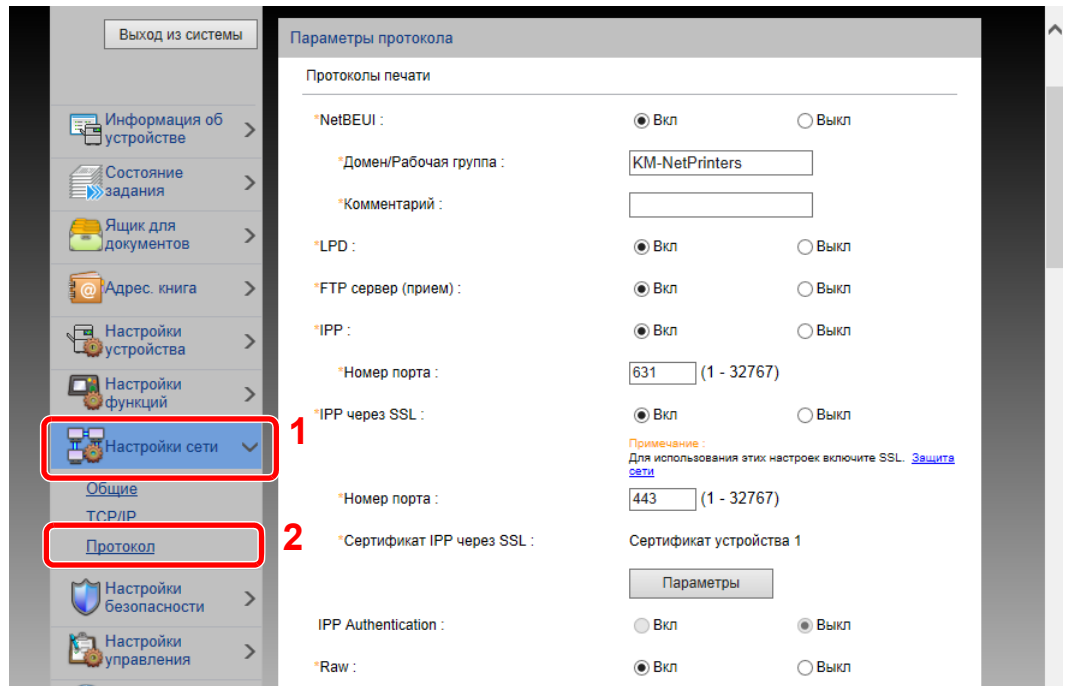 Выход из системы
Информация об
устройстве
Состояние
задания
Ящик для
документов
Адрес. книга
Настройки
устройства
Настройки
функций
Настройки сети
1
Общие
TCP/IP
Протокол
2
Настройки
безопасности
Настройки
управления
Параметры протокола
Протоколы печати
*NetBEUI : Вкл Выкл
*Домен/Рабочая группа : KM-NetPrinters
*Комментарий :
*LPD : Вкл Выкл
*FTP сервер (прием) : Вкл Выкл
*IPP : Вкл Выкл
*Номер порта : 631 (1 - 32767)
*IPP через SSL : Вкл Выкл
Примечание :
Для использования этих настроек включите SSL. Защита
сети
*Номер порта : 443 (1 - 32767)
*Сертификат IPP через SSL : Сертификат устройства 1
Параметры
IPP Authentication : Вкл Выкл
*Raw : Вкл Выкл